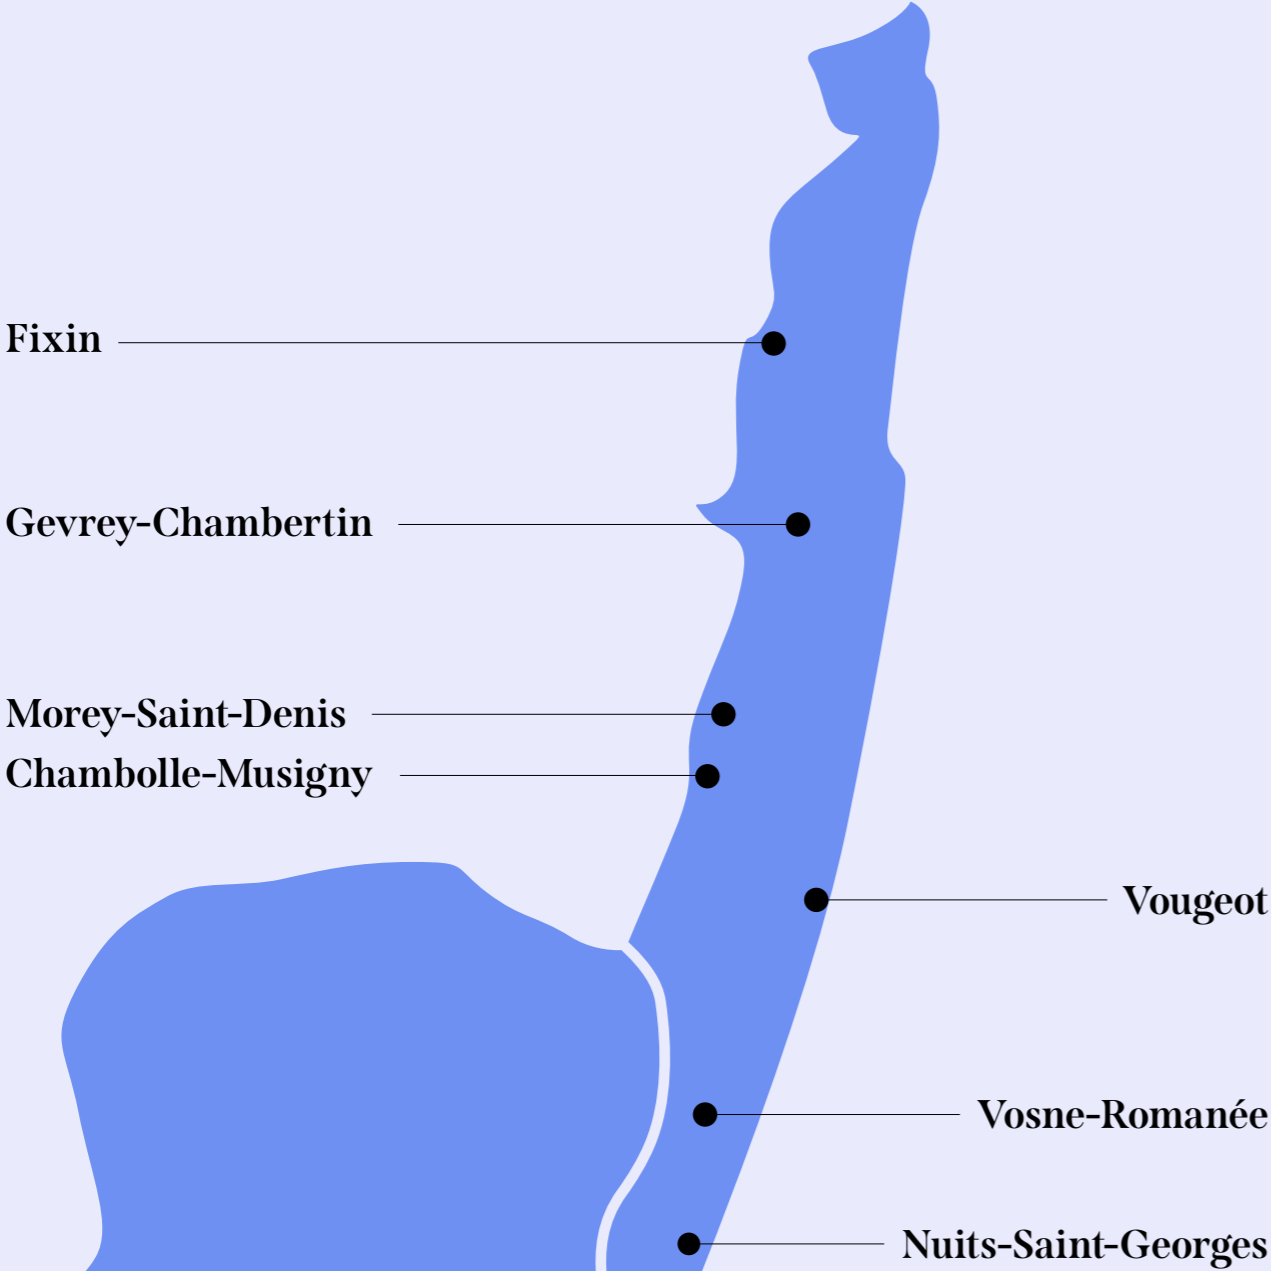 Fixin
Gevrey-Chambertin
Morey-Saint-Denis
Chambolle-Musigny
Vougeot
Vosne-Romanée
Nuits-Saint-Georges